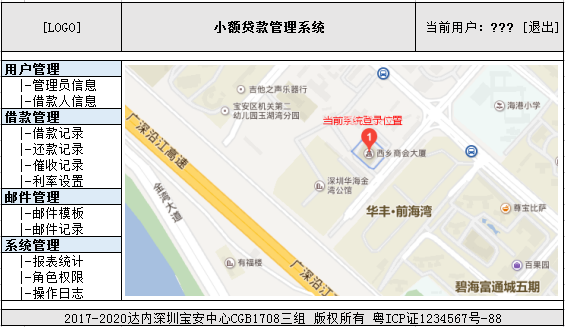 [LOGO]
小额贷款管理系统
当前用户：??? [退出]
用户管理
|-管理员信息
|-借款人信息
借款管理
|-借款记录
|-还款记录
|-催收记录
|-利率设置
邮件管理
|-邮件模板
|-邮件记录
系统管理
|-报表统计
|-角色权限
|-操作日志
吉他之声乐器行
宝安区机关第二
幼儿园玉湖湾分园
海港小学
当前系统登录位置
1
西乡商会大厦
广深沿江高速
深圳华海金
湾公馆
金湾大道
华丰·前海湾
尊宝比萨
有福楼
广深沿江高速
百果园
碧海富通城五期
2017-2020达内深圳宝安中心CGB1708三组 版权所有 粤ICP证1234567号-88